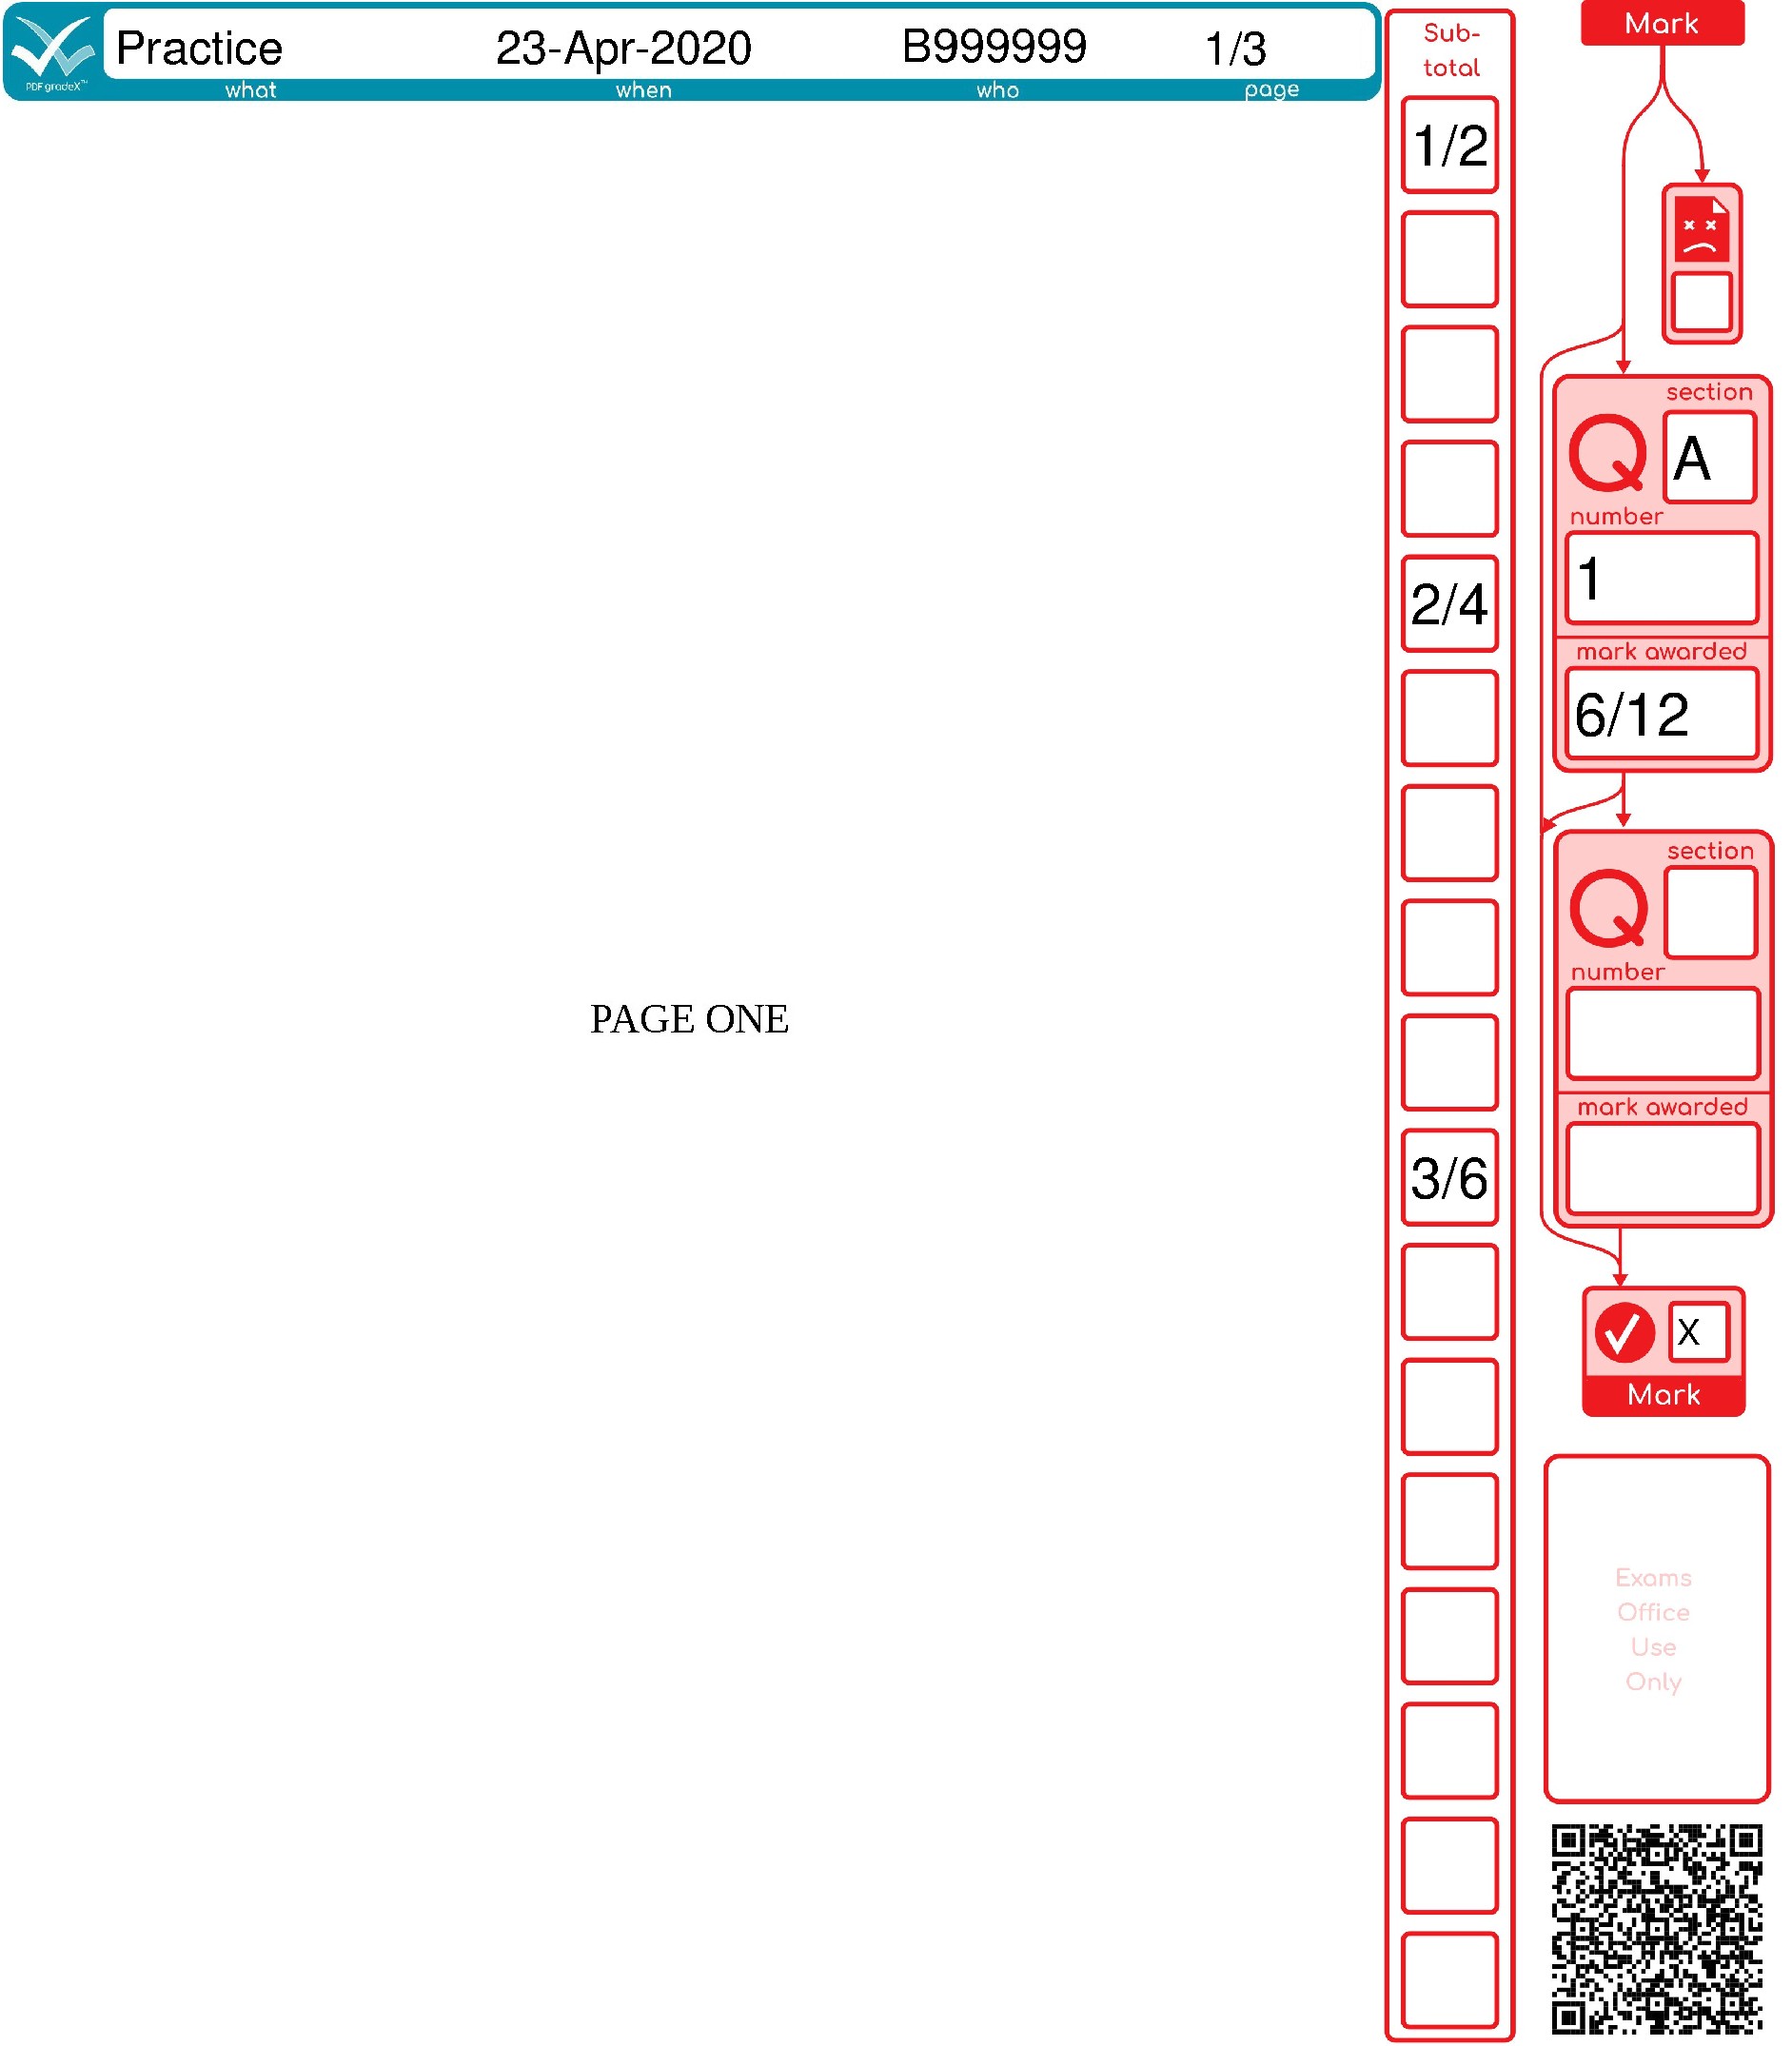 PDF gradeX™
Practice 23-Apr-2020 B999999 1/3
what when who page
PAGE ONE
Sub-
total
1/2
2/4
3/6
Mark
section
Q A
number
1
mark awarded
6/12
section
Q
number
mark awarded
X
Mark
Exams
Office
Use
Only